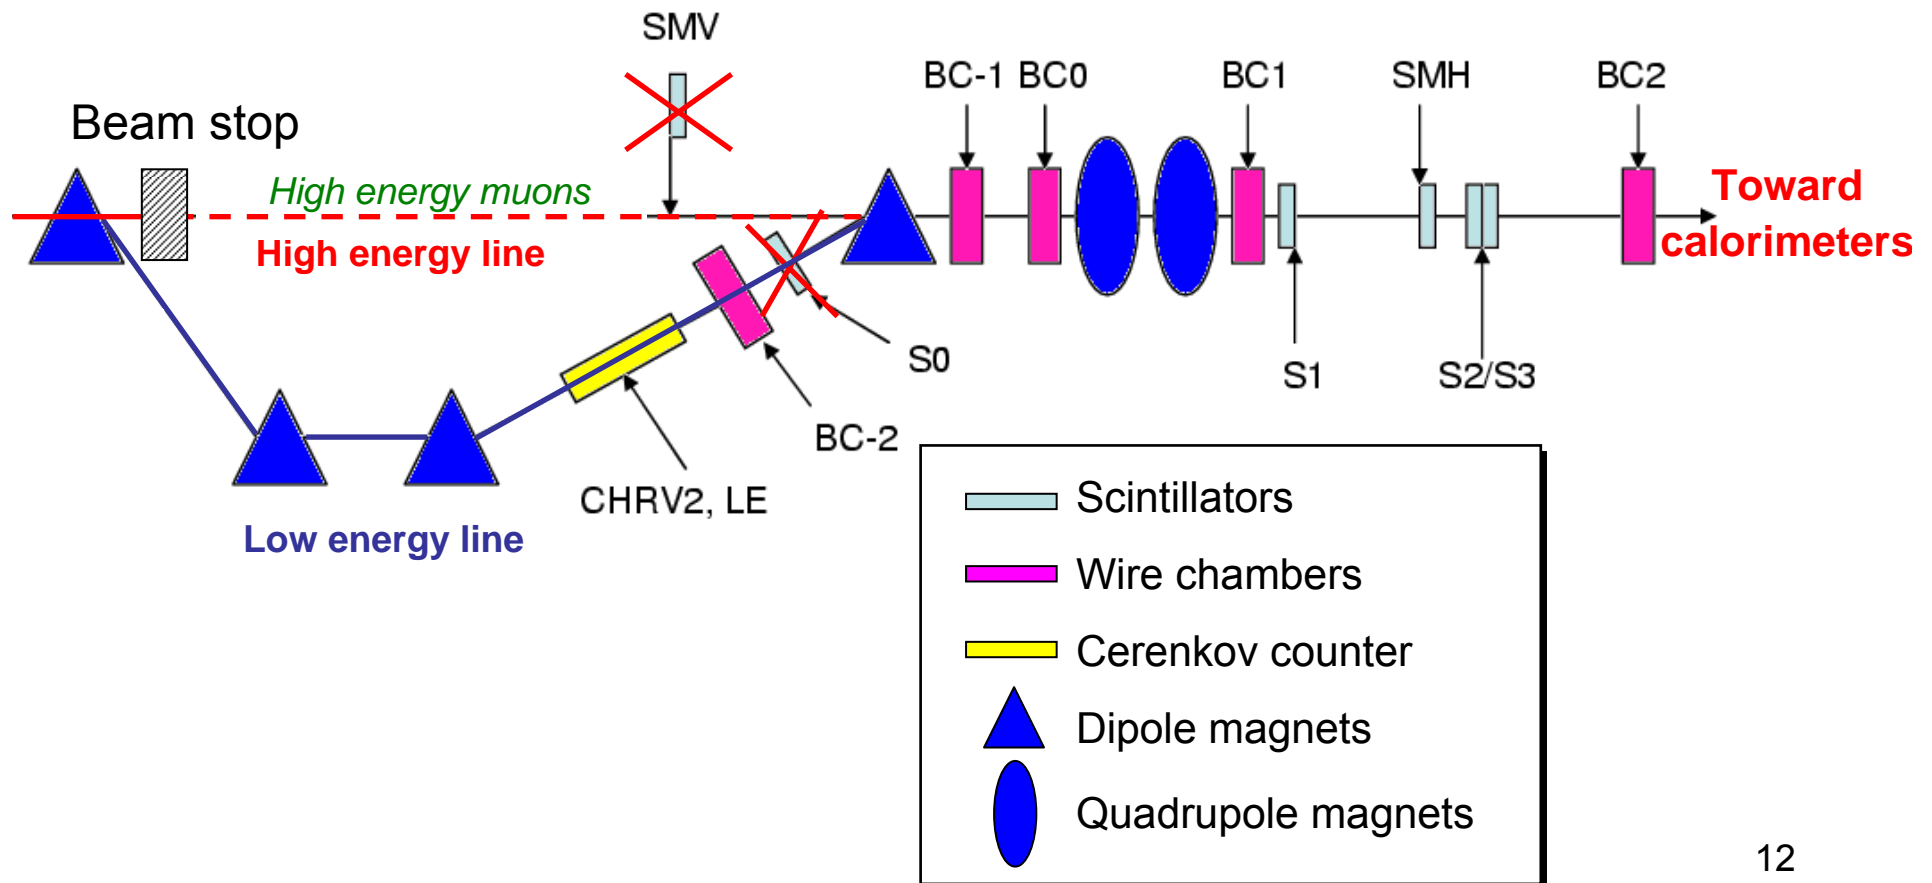 SMV
BC-1 BC0
BC1
SMH
BC2
Beam stop
High energy muons
High energy line
Toward
calorimeters
S0
S1
S2/S3
BC-2
CHRV2, LE
Low energy line
Scintillators
Wire chambers
Cerenkov counter
Dipole magnets
Quadrupole magnets
12